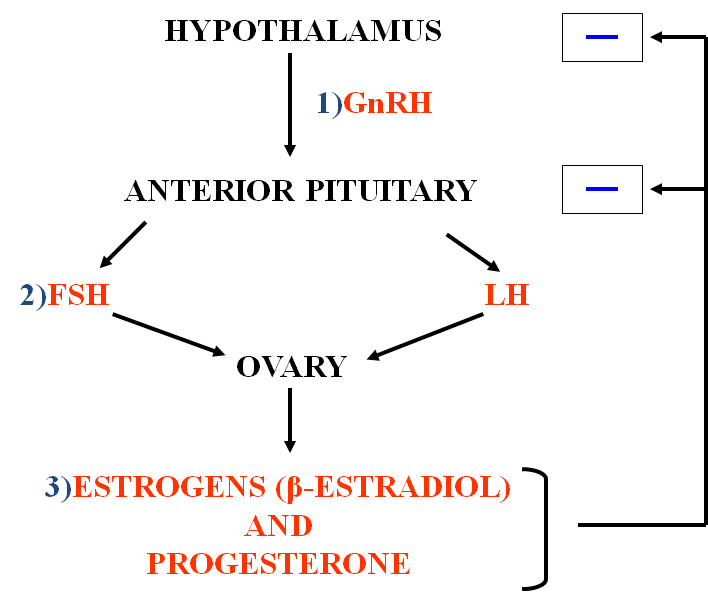 HYPOTHALAMUS
1)GnRH
ANTERIOR PITUITARY
2)FSH
LH
OVARY
3)ESTROGENS (β-ESTRADIOL)
AND
PROGESTERONE